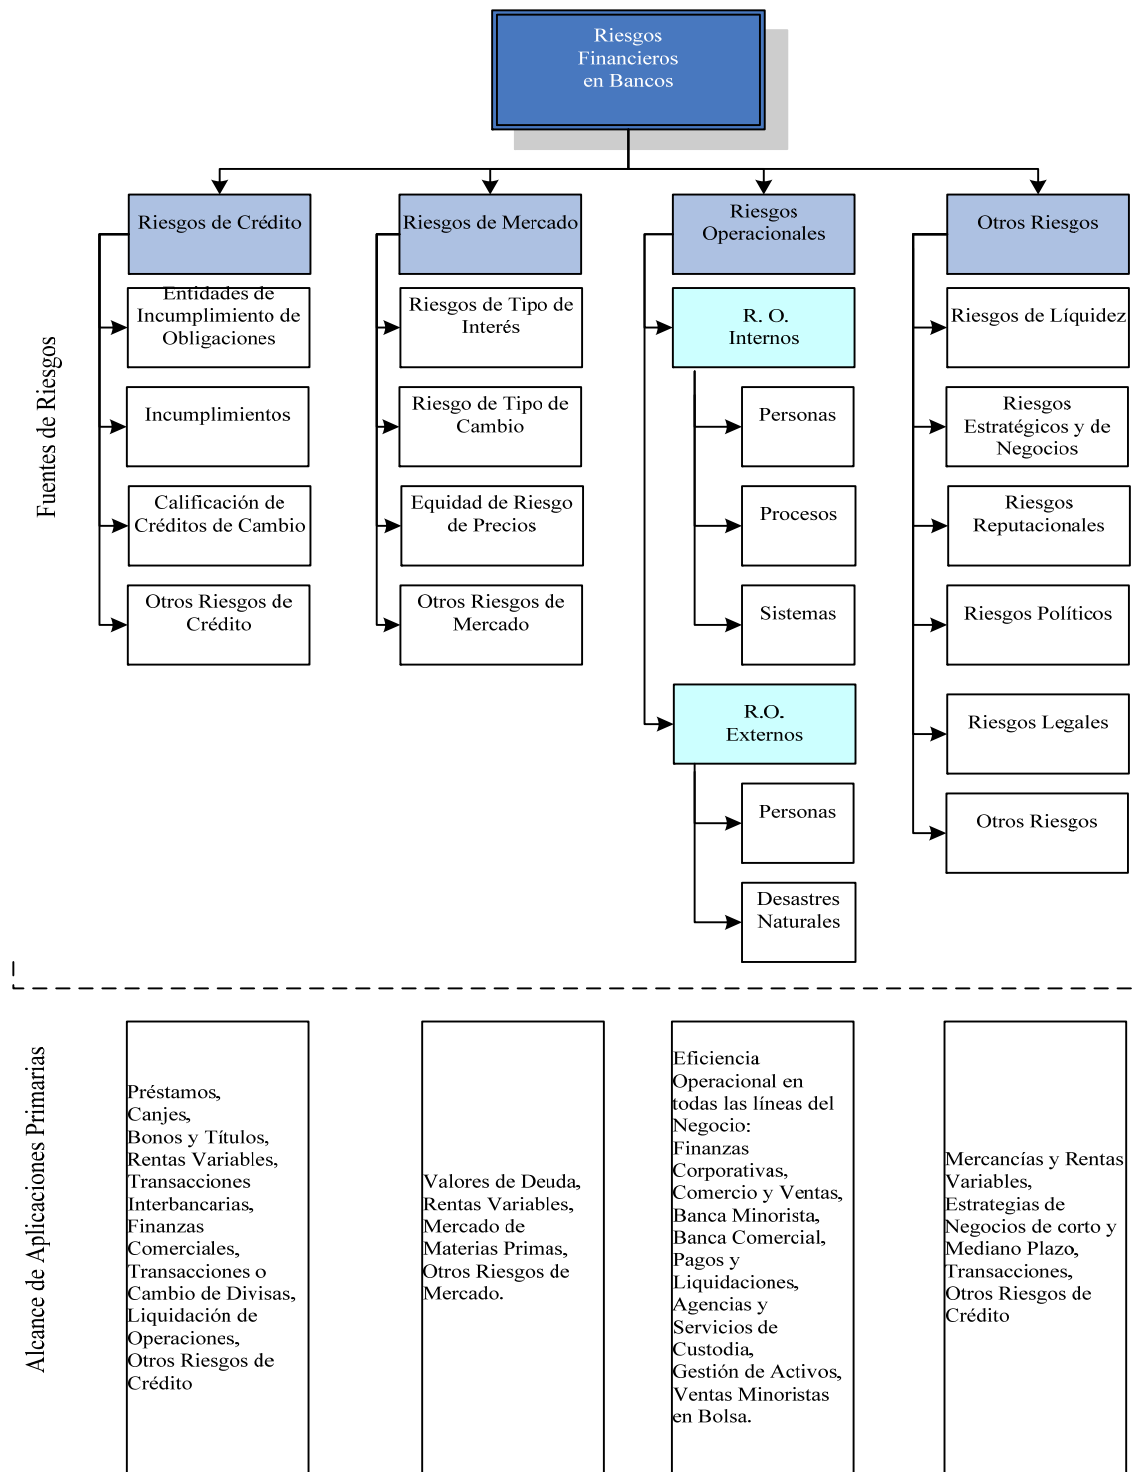 Riesgos
Financieros
en Bancos
Fuentes de Riesgo
Riesgos de Crédito
Entidades de
Incumplimiento de
Obligaciones
Incumplimientos
Calificación de
Créditos de Cambio
Otros Riesgos de
Crédito
Riesgos de Mercado
Riesgos de Tipo de
Interés
Riesgo de Tipo de
Cambio
Equidad de Riesgo
de Precios
Otros Riesgos de
Mercado
Riesgos
Operacionales
R. O.
Internos
Personas
Procesos
Sistemas
R.O.
Externos
Personas
Desastres
Naturales
Otros Riesgos
Riesgos de Líquidez
Riesgos
Estratégicos y de
Negocios
Riesgos
Reputacionales
Riesgos Políticos
Riesgos Legales
Otros Riesgos
Alcance de Aplicaciones Primarias
Préstamos,
Canjes,
Bonos y Títulos,
Rentas Variables,
Transacciones
Interbancarias,
Finanzas
Comerciales,
Transacciones o
Cambio de Divisas,
Liquidación de
Operaciones,
Otros Riesgos de
Crédito
Valores de Deuda,
Rentas Variables,
Mercado de
Materias Primas,
Otros Riesgos de
Mercado.
Eficiencia
Operacional en
todas las líneas del
Negocio:
Finanzas
Corporativas,
Comercio y Ventas,
Banca Minorista,
Banca Comercial,
Pagos y
Liquidaciones,
Agencias y
Servicios de
Custodia,
Gestión de Activos,
Ventas Minoristas
en Bolsa.
Mercancías y Rentas
Variables,
Estrategias de
Negocios de corto y
Mediano Plazo,
Transacciones,
Otros Riesgos de
Crédito